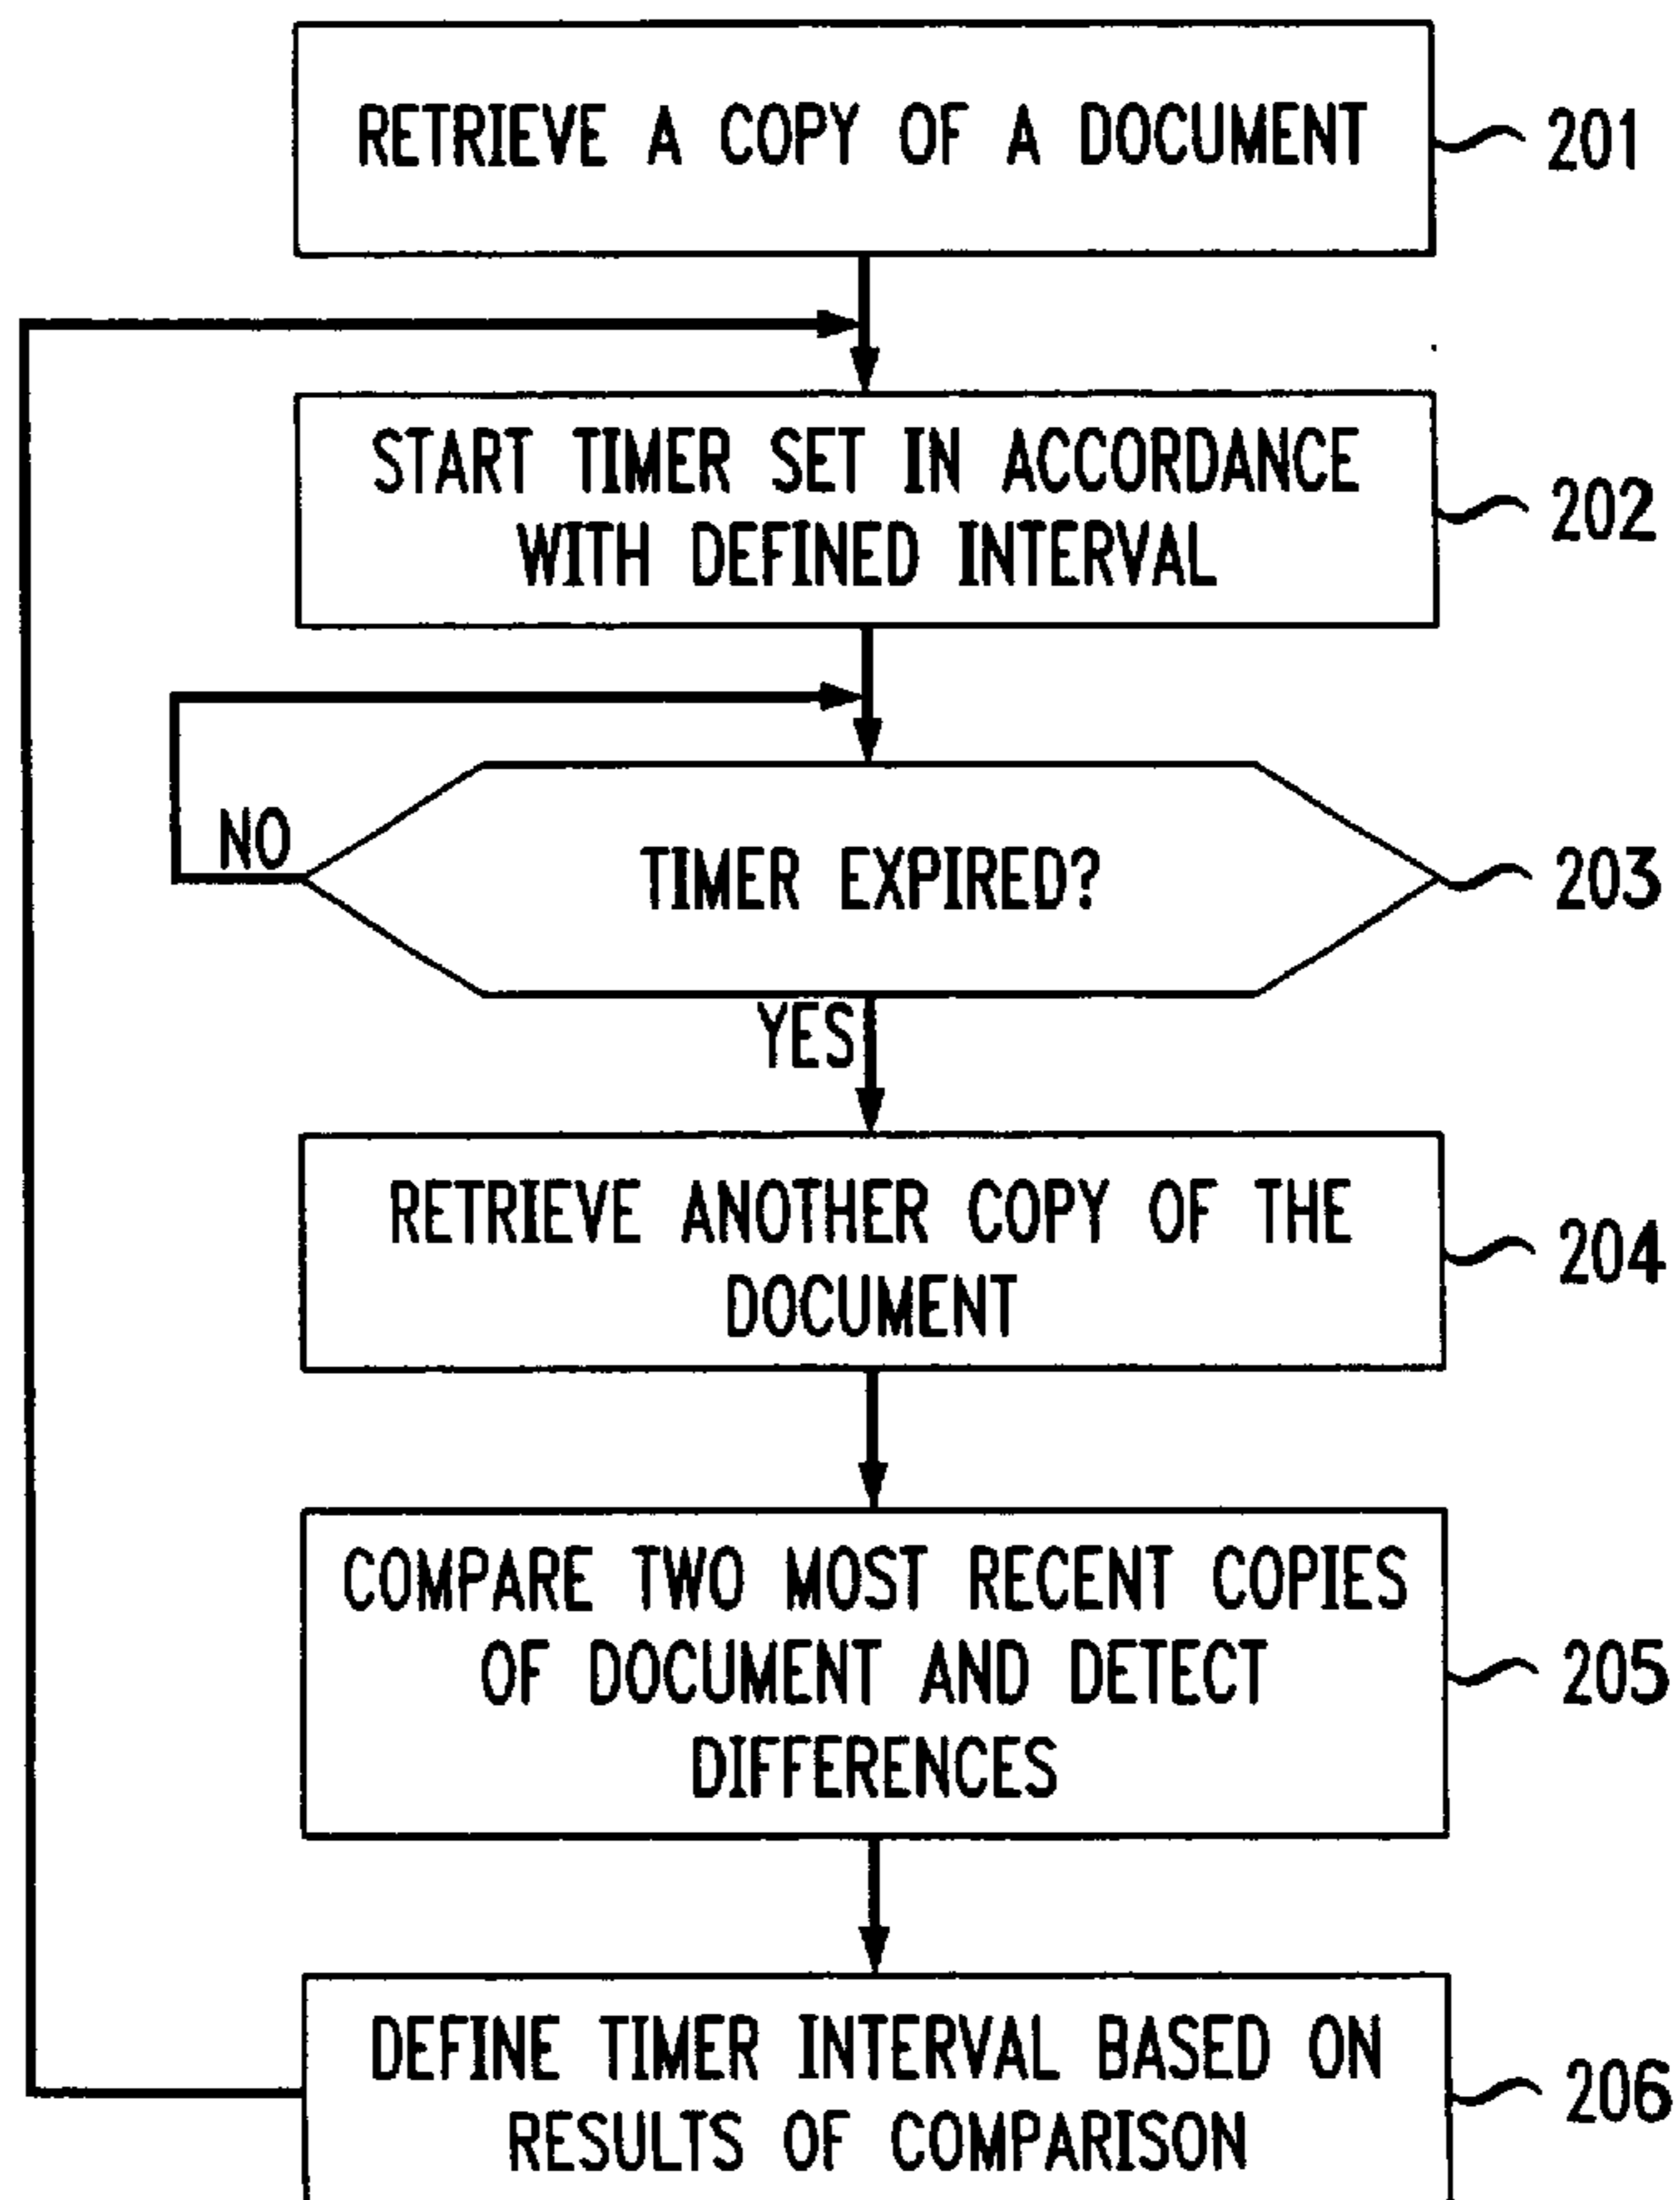 RETRIEVE A COPY OF A DOCUMENT
201
START TIMER SET IN ACCORDANCE
WITH DEFINED INTERVAL
202
NO
TIMER EXPIRED?
203
YES
RETRIEVE ANOTHER COPY OF THE
DOCUMENT
204
COMPARE TWO MOST RECENT COPIES
OF DOCUMENT AND DETECT
DIFFERENCES
205
DEFINE TIMER INTERVAL BASED ON
RESULTS OF COMPARISON
206